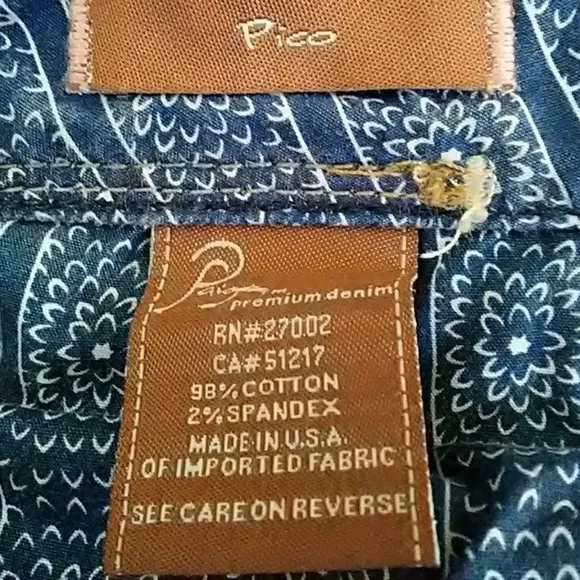 Pico
Paige
premium denim
RN#27002
CA#51217
98% COTTON
2% SPANDEX
MADE IN U.S.A.
OF IMPORTED FABRIC
SEE CARE ON REVERSE